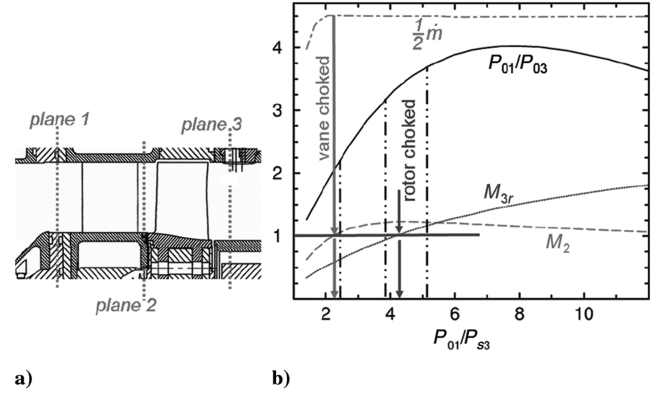 plane 1
plane 3
plane 2
a)
4
3
2
1
2
4
6
8
10
½ṁ
P01/P03
vane choked
rotor choked
M3r
M2
P01/Ps3
b)